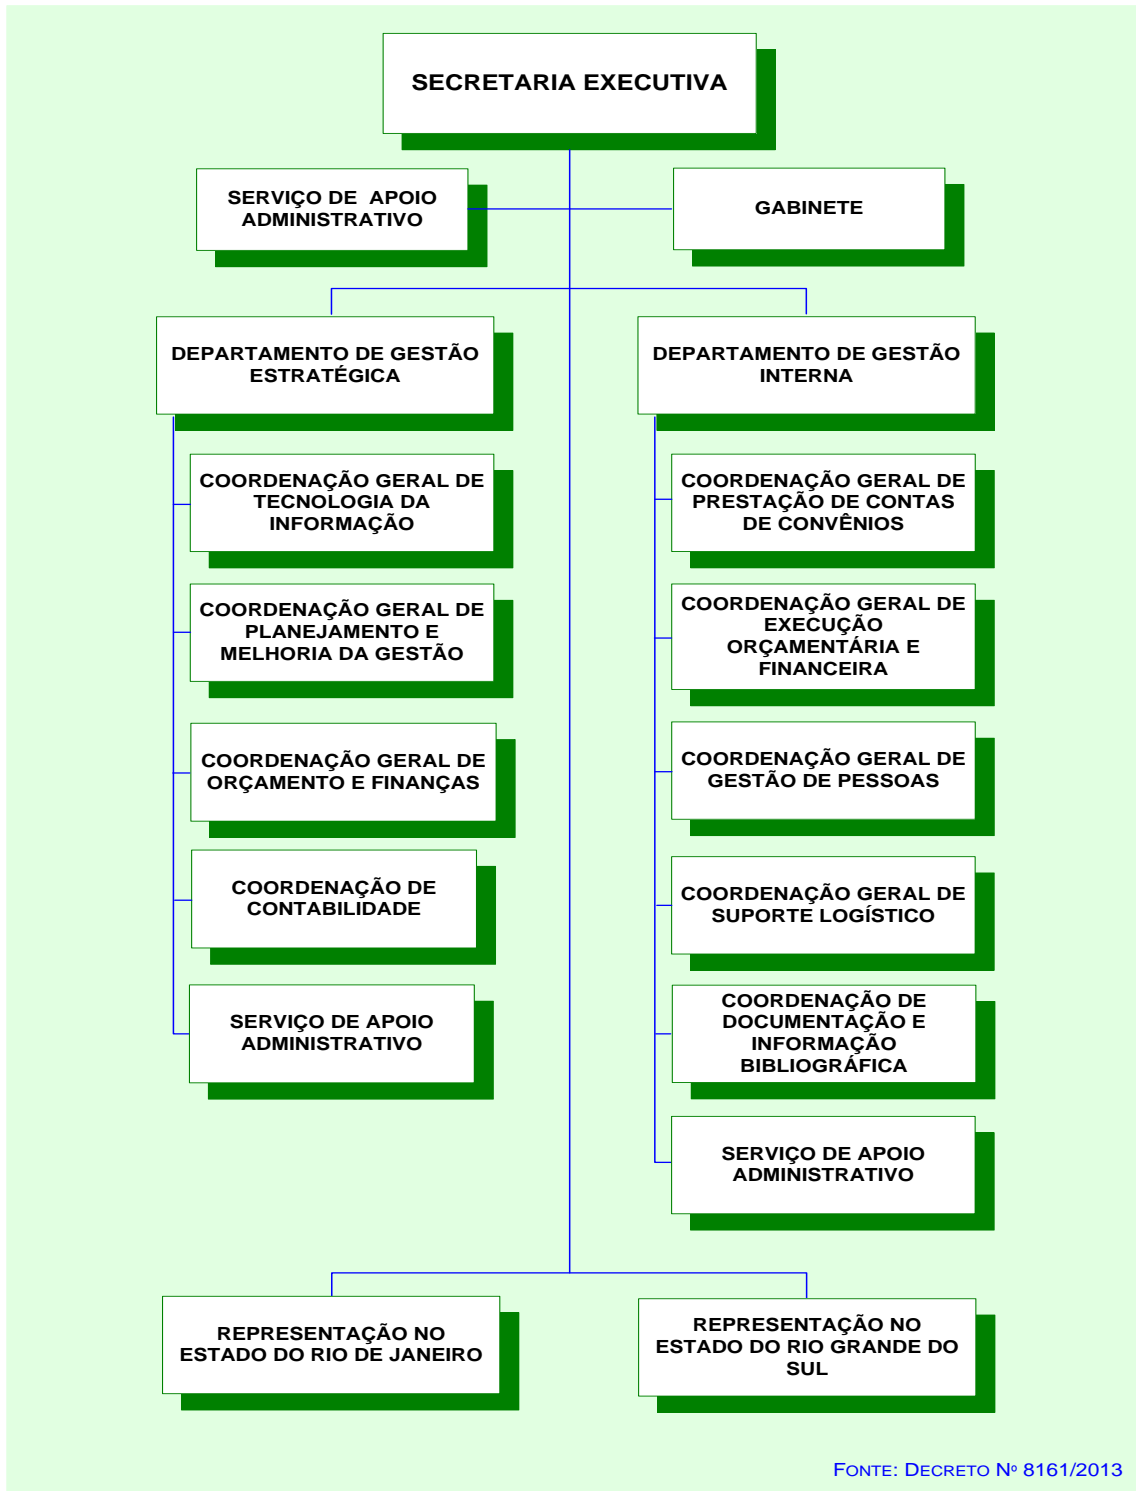 SECRETARIA EXECUTIVA
SERVIÇO DE APOIO
ADMINISTRATIVO
GABINETE
DEPARTAMENTO DE GESTÃO
ESTRATÉGICA
COORDENAÇÃO GERAL DE
TECNOLOGIA DA
INFORMAÇÃO
COORDENAÇÃO GERAL DE
PLANEJAMENTO E
MELHORIA DA GESTÃO
COORDENAÇÃO GERAL DE
ORÇAMENTO E FINANÇAS
COORDENAÇÃO DE
CONTABILIDADE
SERVIÇO DE APOIO
ADMINISTRATIVO
DEPARTAMENTO DE GESTÃO
INTERNA
COORDENAÇÃO GERAL DE
PRESTAÇÃO DE CONTAS
DE CONVÊNIOS
COORDENAÇÃO GERAL DE
EXECUÇÃO
ORÇAMENTÁRIA E
FINANCEIRA
COORDENAÇÃO GERAL DE
GESTÃO DE PESSOAS
COORDENAÇÃO GERAL DE
SUPORTE LOGÍSTICO
COORDENAÇÃO DE
DOCUMENTAÇÃO E
INFORMAÇÃO
BIBLIOGRÁFICA
SERVIÇO DE APOIO
ADMINISTRATIVO
REPRESENTAÇÃO NO
ESTADO DO RIO DE JANEIRO
REPRESENTAÇÃO NO
ESTADO DO RIO GRANDE DO
SUL
FONTE: DECRETO Nº 8161/2013